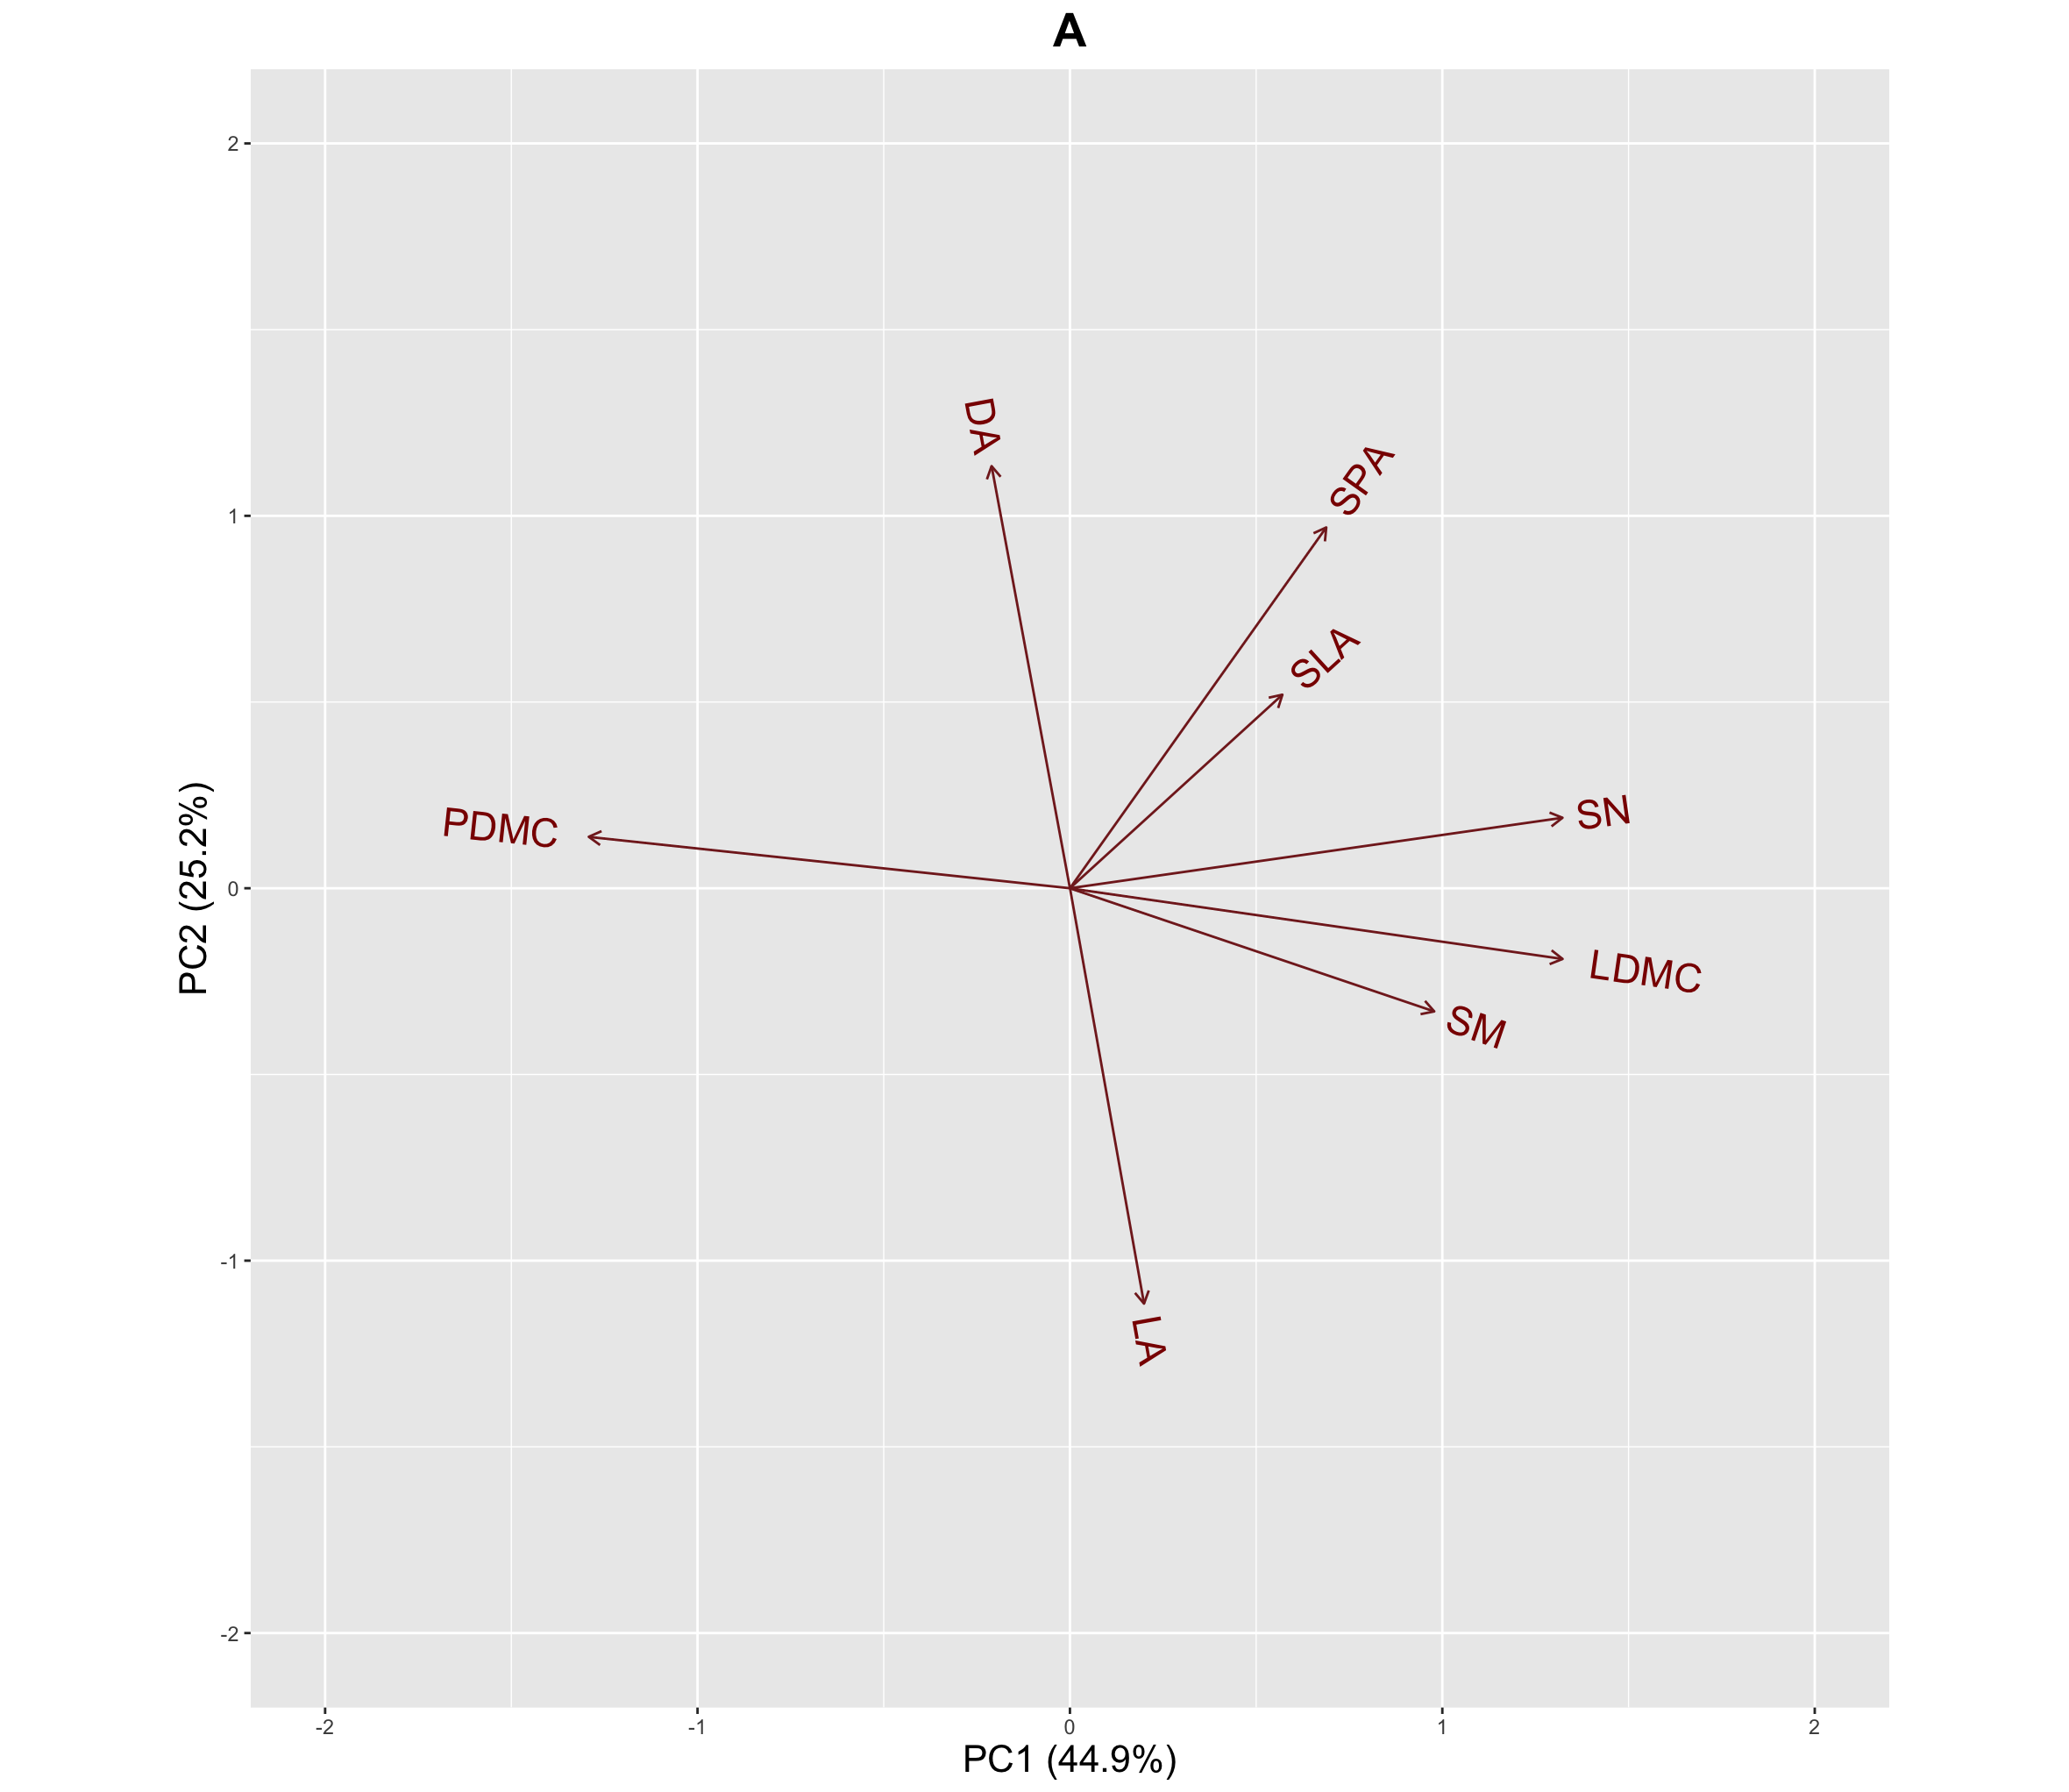 A
2
1
0
-1
-2
PC2 (25.2%)
DA
SPA
SLA
SN
PDMC
LDMC
SM
LA
-2
-1
0
1
2
PC1 (44.9%)